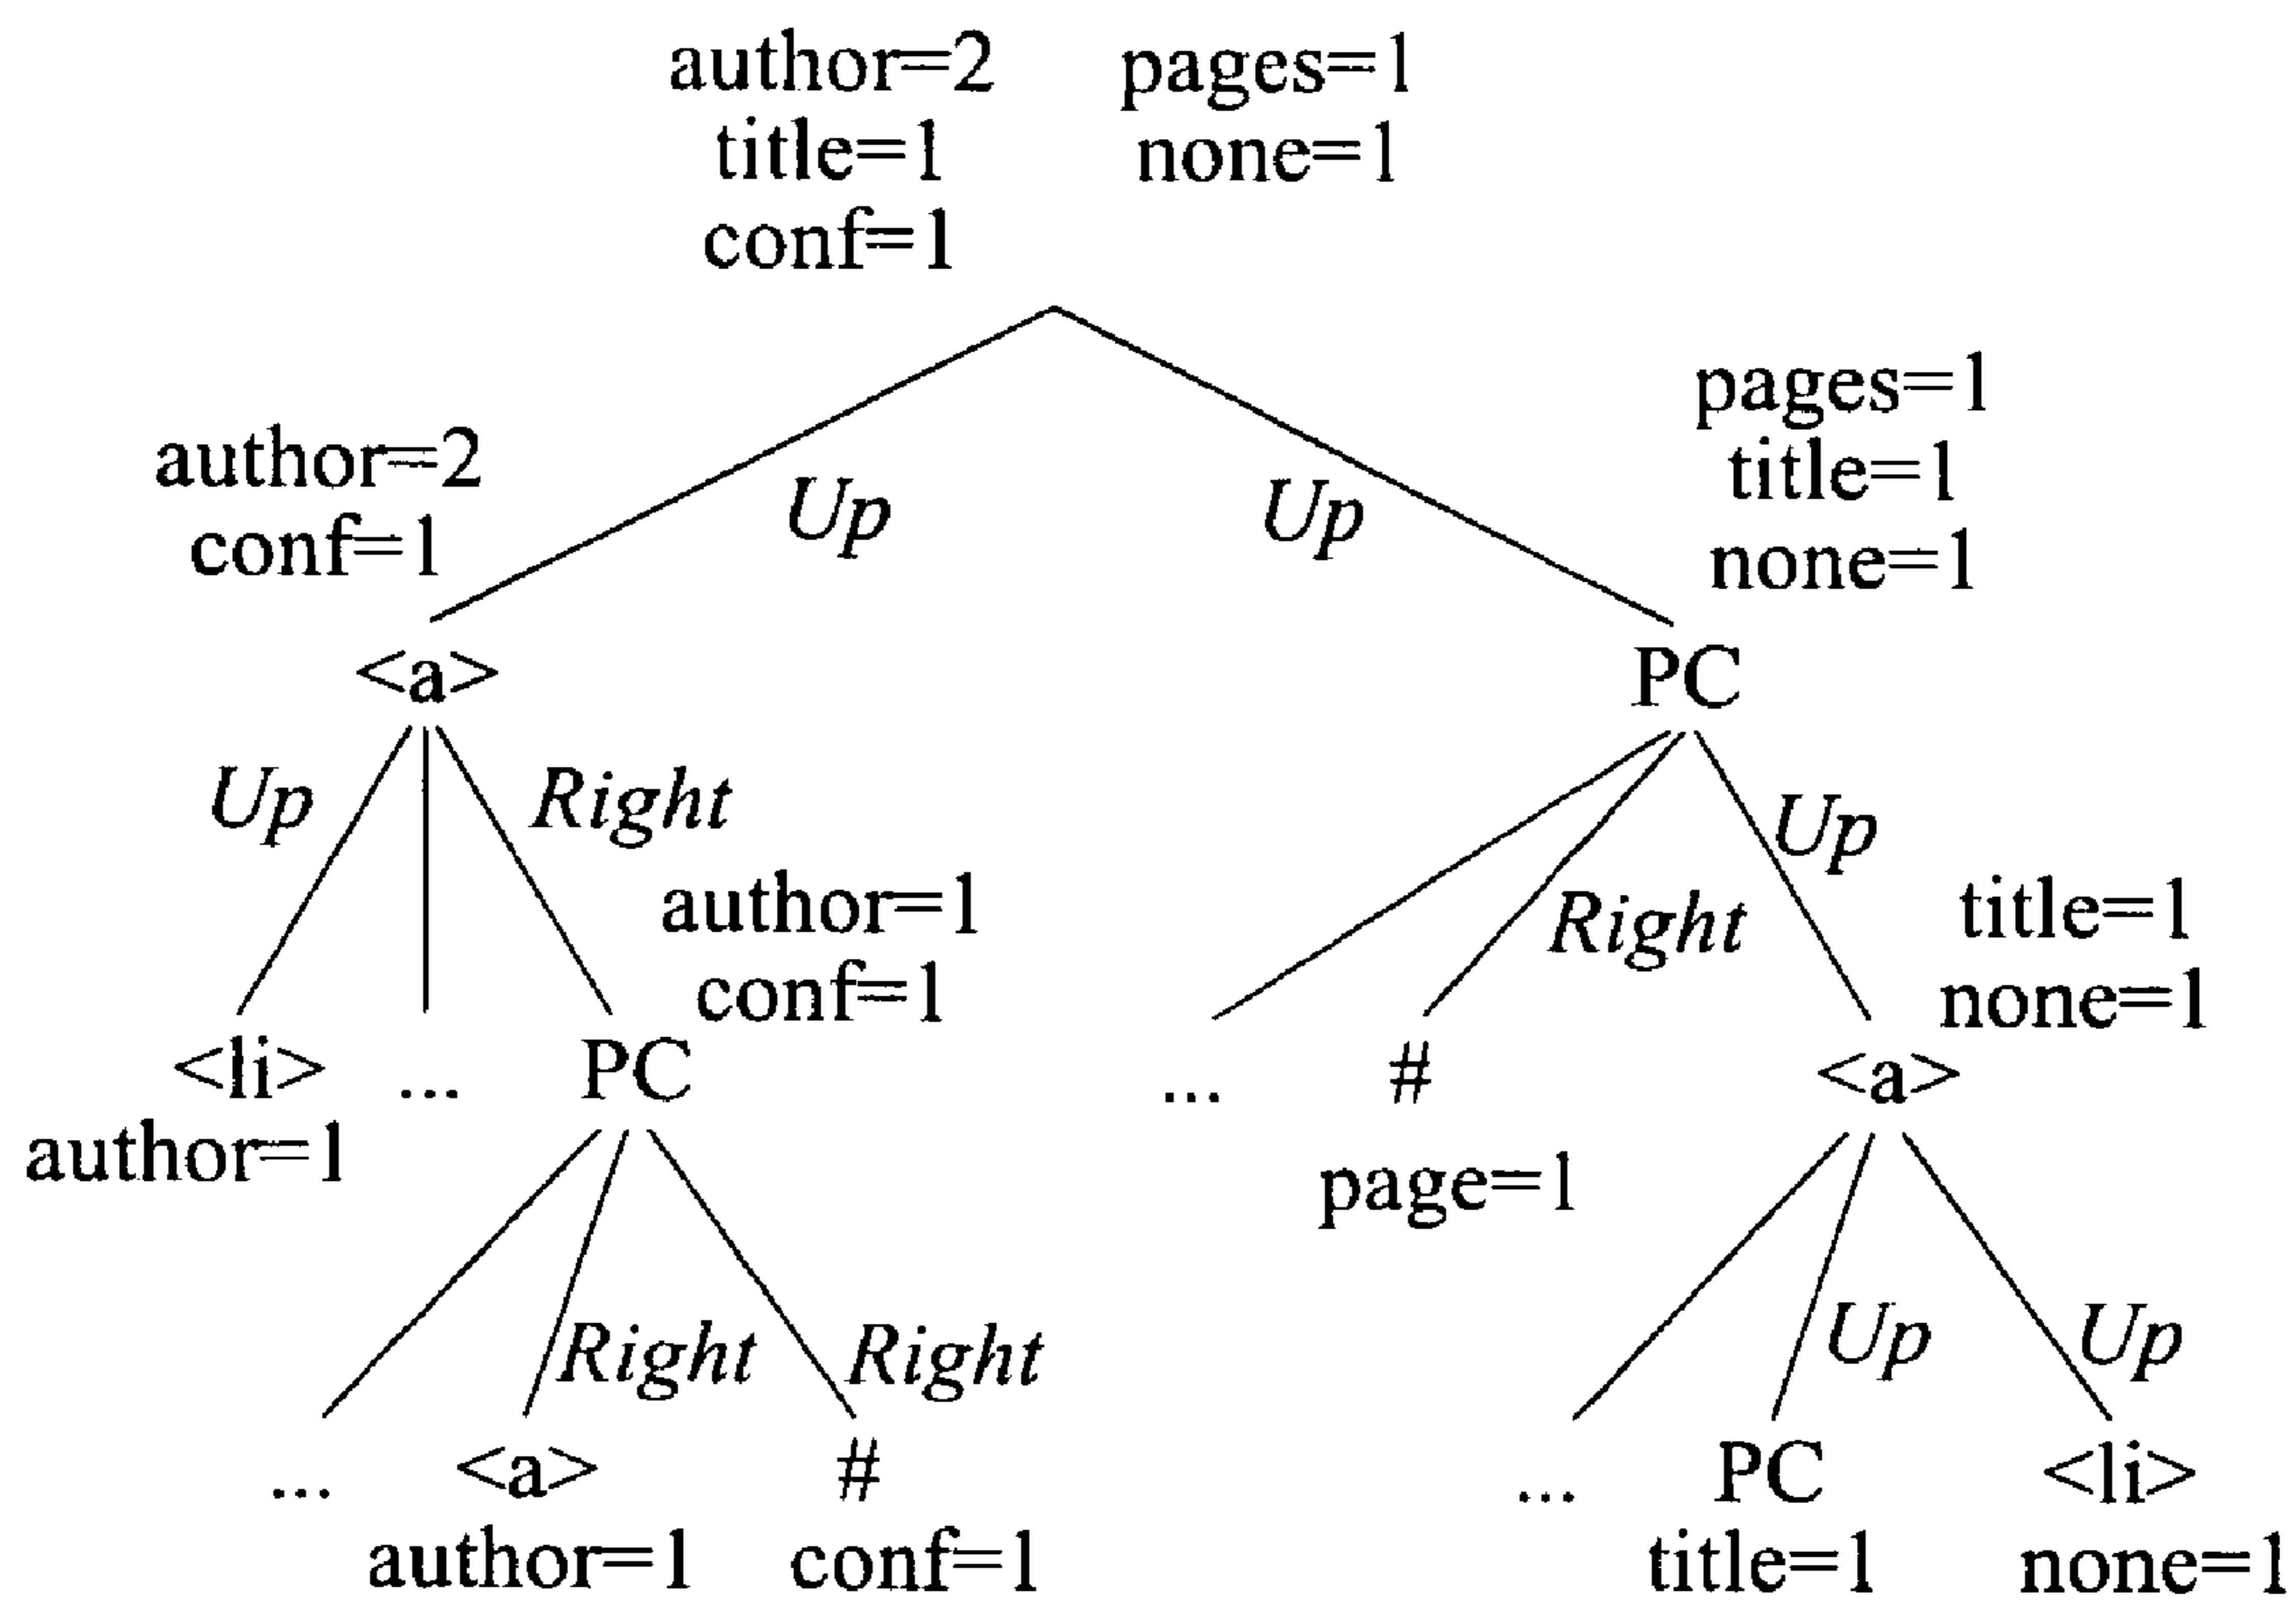 author=2 pages=1
title=1 none=1
conf=1
pages=1
author=2 title=1
conf=1 none=1
Up Up
<a> PC
Up Right Up
author=1 Right title=1
conf=1 none=1
<li> ... PC ... # <a>
author=1 page=1
Right Right Up Up
... <a> # ... PC <li>
author=1 conf=1 title=1 none=1